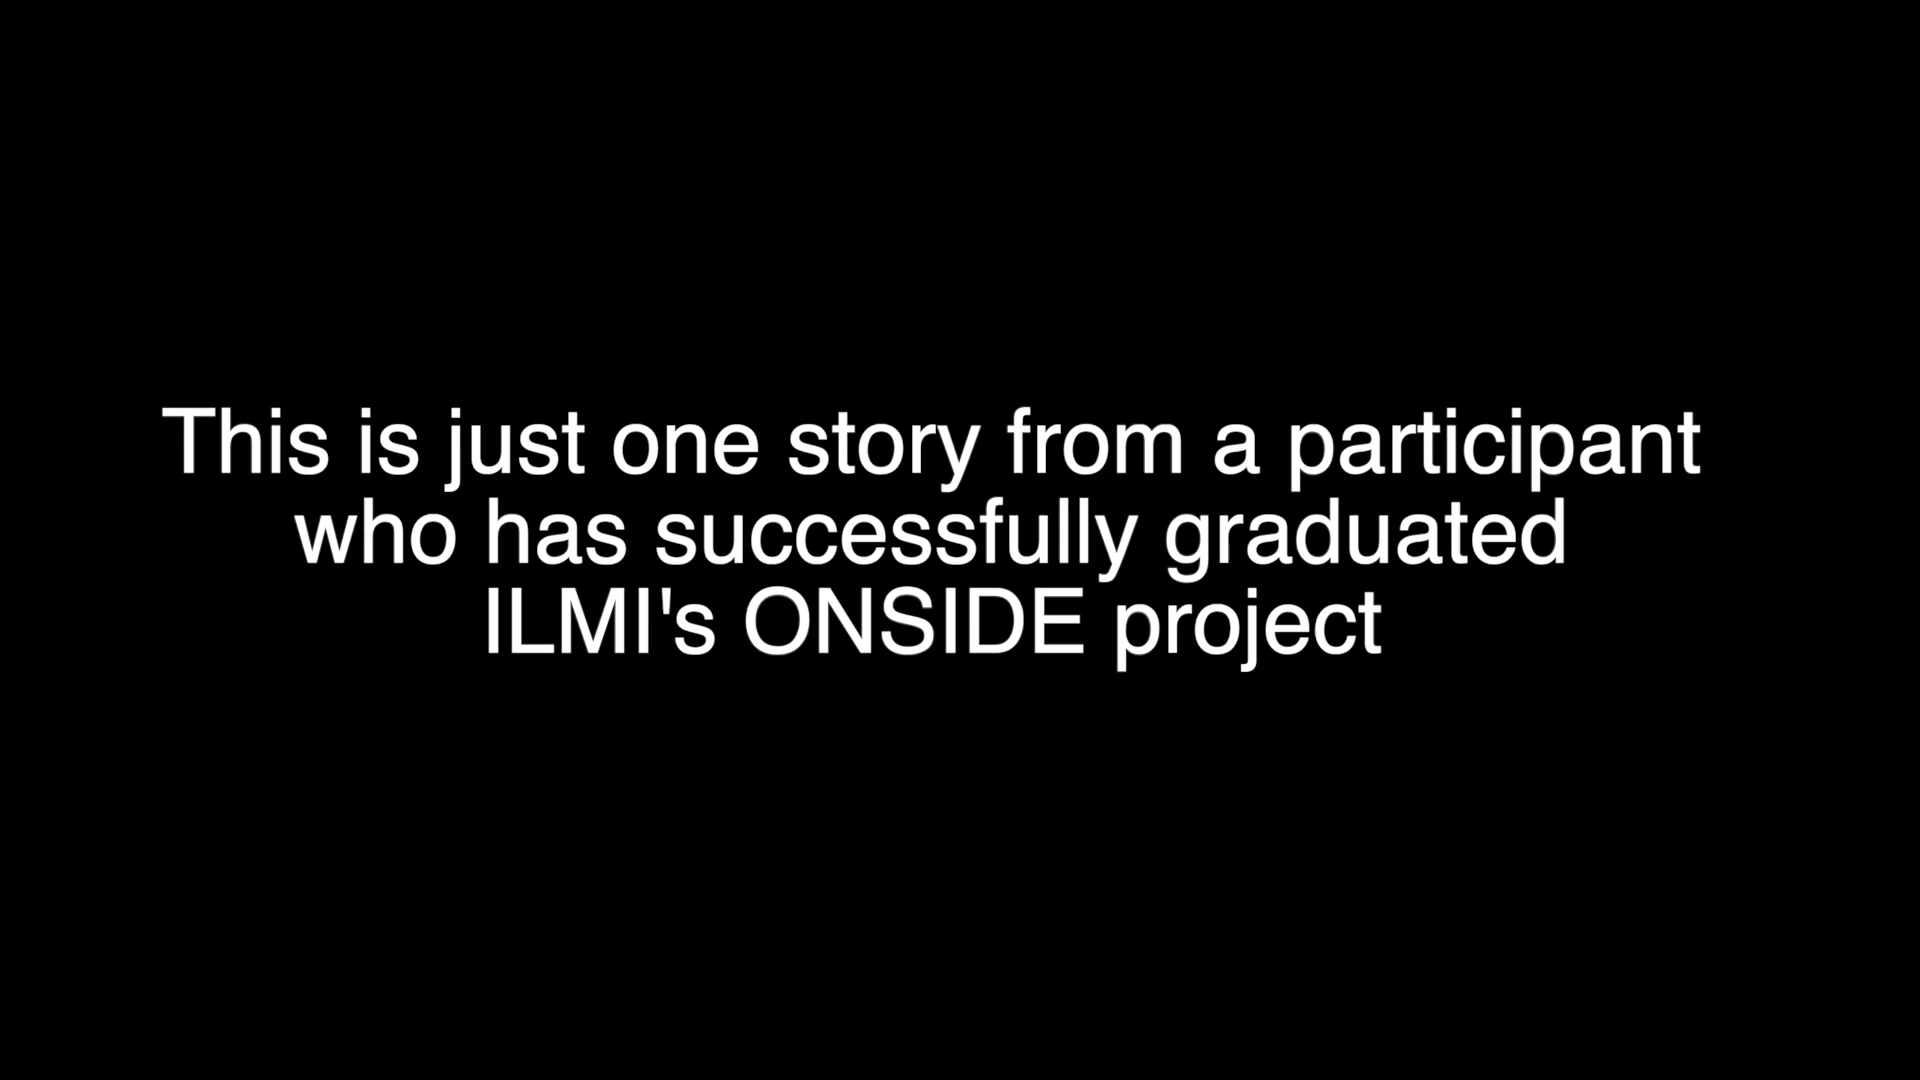 This is just one story from a participant
who has successfully graduated
ILMI's ONSIDE project